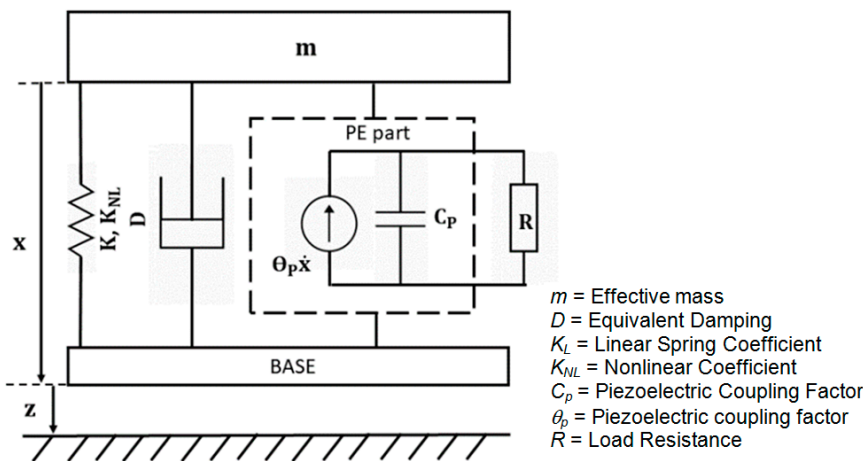 m
PE part
x
K, K_NL
D
Θ_Pẋ
C_P
R
BASE
z
m = Effective mass
D = Equivalent Damping
K_L = Linear Spring Coefficient
K_NL = Nonlinear Coefficient
C_p = Piezoelectric Coupling Factor
θ_p = Piezoelectric coupling factor
R = Load Resistance